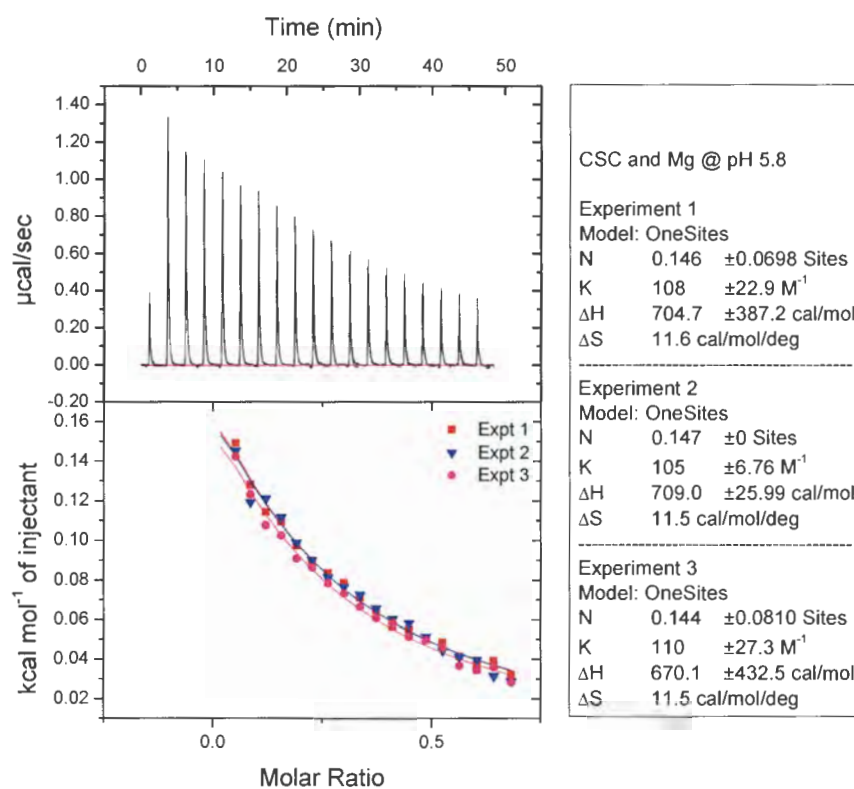 Time (min)
0 10 20 30 40 50
1.40
1.20
1.00
0.80
0.60
0.40
0.20
0.00
-0.20
µcal/sec
0.16
0.14
0.12
0.10
0.08
0.06
0.04
0.02
kcal mol⁻¹ of injectant
Expt 1
Expt 2
Expt 3
0.0 0.5
Molar Ratio
CSC and Mg @ pH 5.8
Experiment 1
Model: OneSites
N 0.146 ±0.0698 Sites
K 108 ±22.9 M⁻¹
ΔH 704.7 ±387.2 cal/mol
ΔS 11.6 cal/mol/deg
Experiment 2
Model: OneSites
N 0.147 ±0 Sites
K 105 ±6.76 M⁻¹
ΔH 709.0 ±25.99 cal/mol
ΔS 11.5 cal/mol/deg
Experiment 3
Model: OneSites
N 0.144 ±0.0810 Sites
K 110 ±27.3 M⁻¹
ΔH 670.1 ±432.5 cal/mol
ΔS 11.5 cal/mol/deg